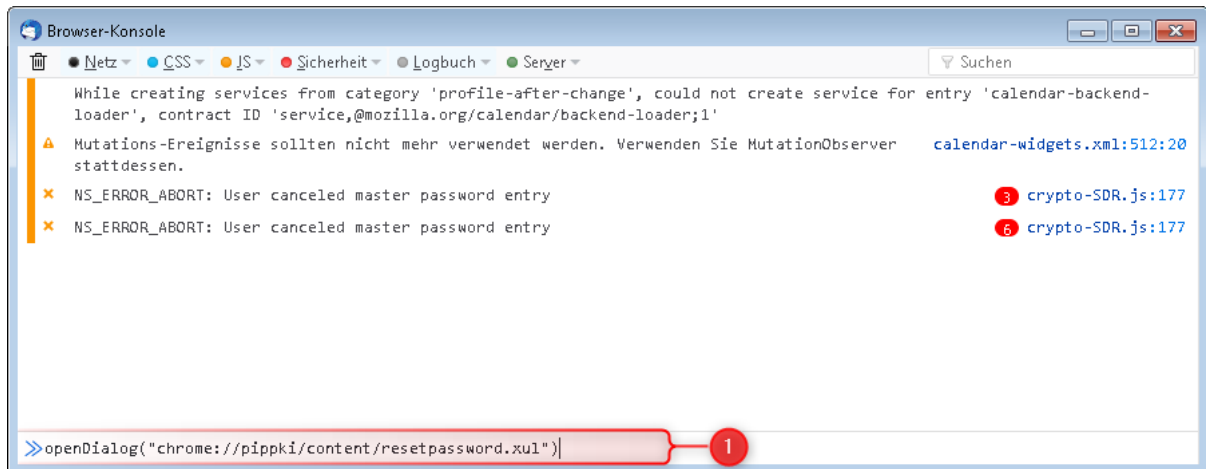 Browser-Konsole
Netz CSS JS Sicherheit Logbuch Server Suchen
While creating services from category 'profile-after-change', could not create service for entry 'calendar-backend-
loader', contract ID 'service,@mozilla.org/calendar/backend-loader;1'
Mutations-Ereignisse sollten nicht mehr verwendet werden. Verwenden Sie MutationObserver calendar-widgets.xml:512:20
stattdessen.
NS_ERROR_ABORT: User canceled master password entry 3 crypto-SDR.js:177
NS_ERROR_ABORT: User canceled master password entry 6 crypto-SDR.js:177
openDialog("chrome://pippki/content/resetpassword.xul") 1